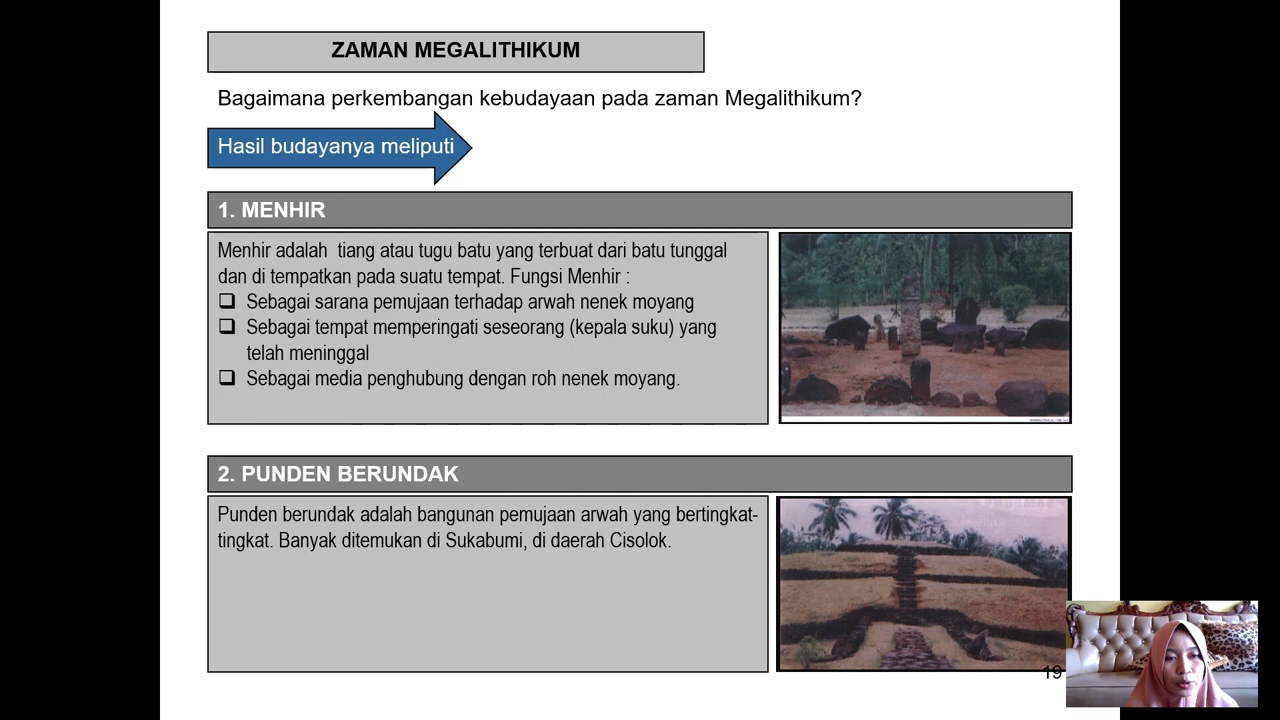 ZAMAN MEGALITHIKUM
Bagaimana perkembangan kebudayaan pada zaman Megalithikum?
Hasil budayanya meliputi
1. MENHIR
Menhir adalah tiang atau tugu batu yang terbuat dari batu tunggal
dan di tempatkan pada suatu tempat. Fungsi Menhir :
❑ Sebagai sarana pemujaan terhadap arwah nenek moyang
❑ Sebagai tempat memperingati seseorang (kepala suku) yang
telah meninggal
❑ Sebagai media penghubung dengan roh nenek moyang.
2. PUNDEN BERUNDAK
Punden berundak adalah bangunan pemujaan arwah yang bertingkat-
tingkat. Banyak ditemukan di Sukabumi, di daerah Cisolok.
19